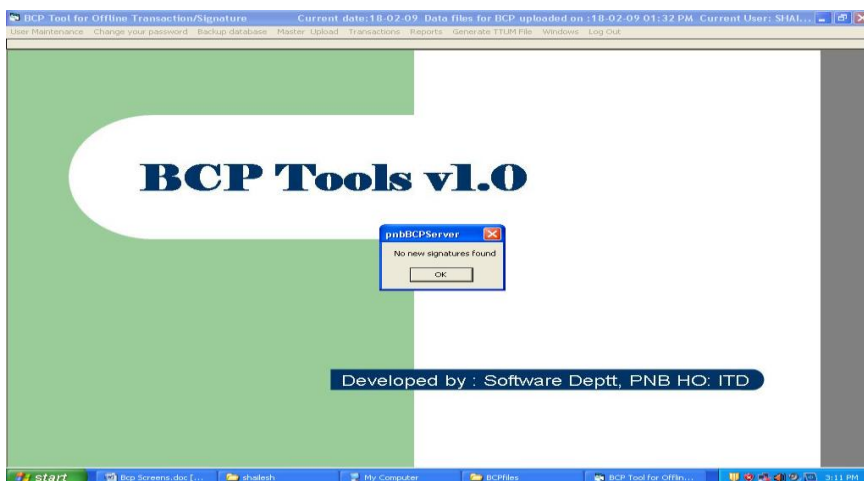 BCP Tool for Offline Transaction/Signature Current date:18-02-09 Data files for BCP uploaded on :18-02-09 01:32 PM Current User: SHAI...
User Maintenance Change your password Backup database Master Upload Transactions Reports Generate TTUM File Windows Log Out
BCP Tools v1.0
pnbBCPServer
No new signatures found
OK
Developed by : Software Deptt, PNB HO: ITD
start Bcp Screens.doc [... shailesh My Computer BCPfiles BCP Tool for Offlin... 3:11 PM